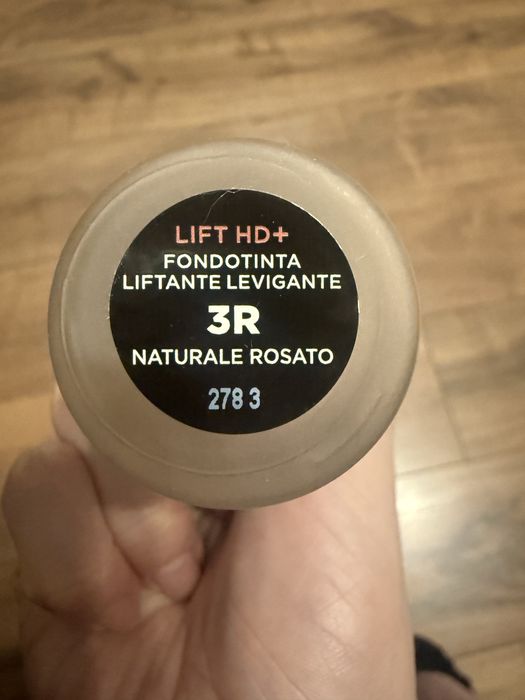 LIFT HD+
FONDOTINTA
LIFTANTE LEVIGANTE
3R
NATURALE ROSATO
278 3